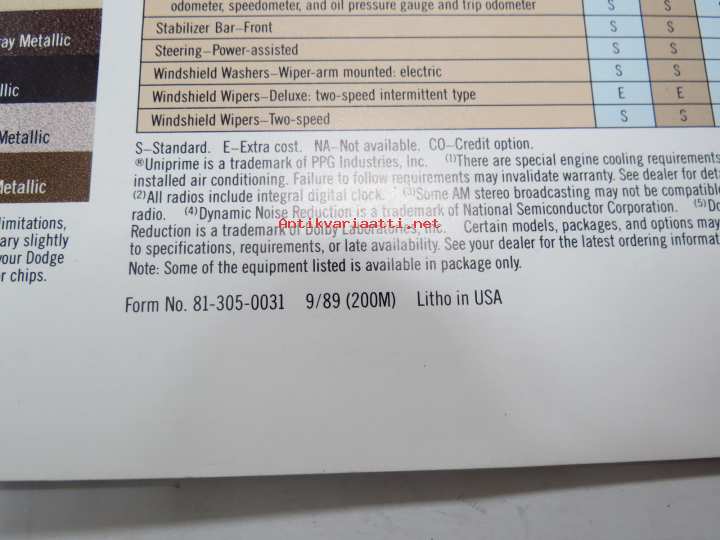 odometer, speedometer, and oil pressure gauge and trip odometer S S
Stabilizer Bar–Front S S
Steering–Power-assisted S S
Windshield Washers–Wiper-arm mounted: electric S S
Windshield Wipers–Deluxe: two-speed intermittent type E E
Windshield Wipers–Two-speed S S
ay Metallic
llic
Metallic
Metallic
limitations,
ary slightly
your Dodge
r chips.
S–Standard. E–Extra cost. NA–Not available. CO–Credit option.
®Uniprime is a trademark of PPG Industries, Inc. (1)There are special engine cooling requirements
installed air conditioning. Failure to follow requirements may invalidate warranty. See dealer for det
(2)All radios include integral digital clock. (3)Some AM stereo broadcasting may not be compatible
radio. (4)Dynamic Noise Reduction is a trademark of National Semiconductor Corporation. (5)Do
Reduction is a trademark of Dolby Laboratories, Inc. Certain models, packages, and options may
to specifications, requirements, or late availability. See your dealer for the latest ordering informat
Note: Some of the equipment listed is available in package only.
Form No. 81-305-0031 9/89 (200M) Litho in USA
Antikvariaatti.net